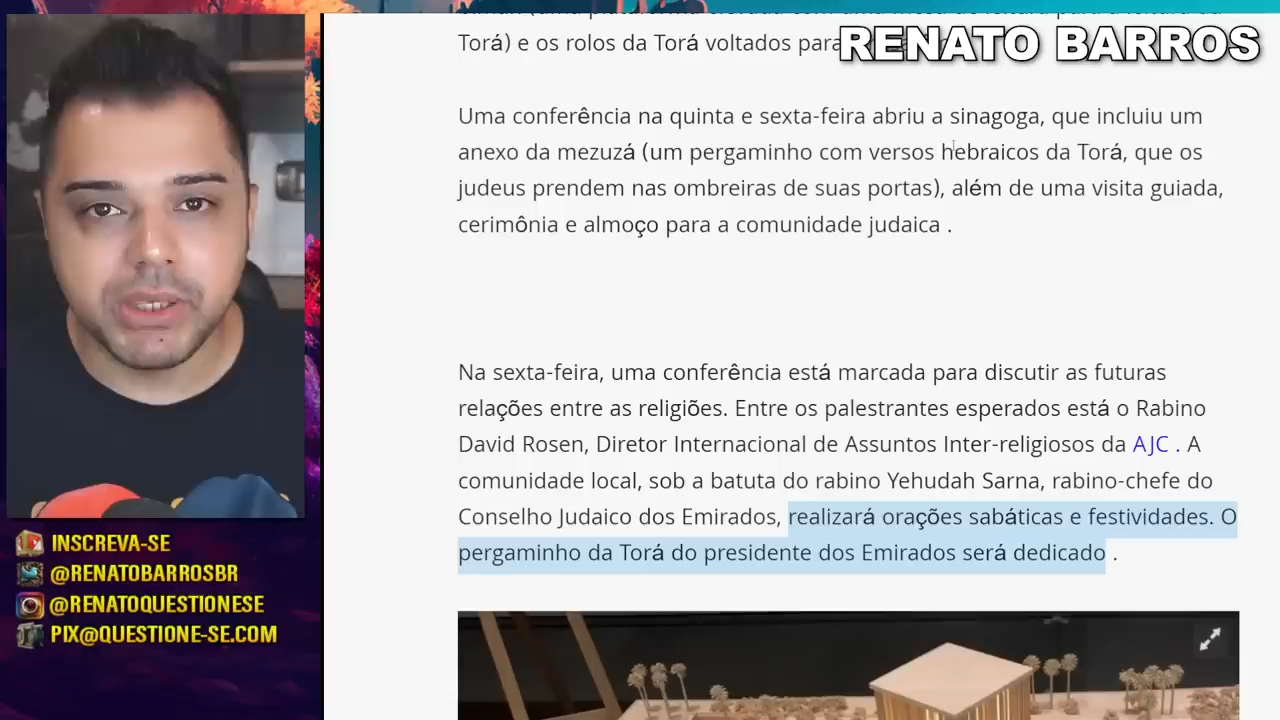 RENATO BARROS
Torá) e os rolos da Torá voltados para
Uma conferência na quinta e sexta-feira abriu a sinagoga, que incluiu um
anexo da mezuzá (um pergaminho com versos hebraicos da Torá, que os
judeus prendem nas ombreiras de suas portas), além de uma visita guiada,
cerimônia e almoço para a comunidade judaica .
Na sexta-feira, uma conferência está marcada para discutir as futuras
relações entre as religiões. Entre os palestrantes esperados está o Rabino
David Rosen, Diretor Internacional de Assuntos Inter-religiosos da AJC . A
comunidade local, sob a batuta do rabino Yehudah Sarna, rabino-chefe do
Conselho Judaico dos Emirados, realizará orações sabáticas e festividades. O
pergaminho da Torá do presidente dos Emirados será dedicado .
INSCREVA-SE
@RENATOBARROSBR
@RENATOQUESTIONESE
PIX@QUESTIONE-SE.COM